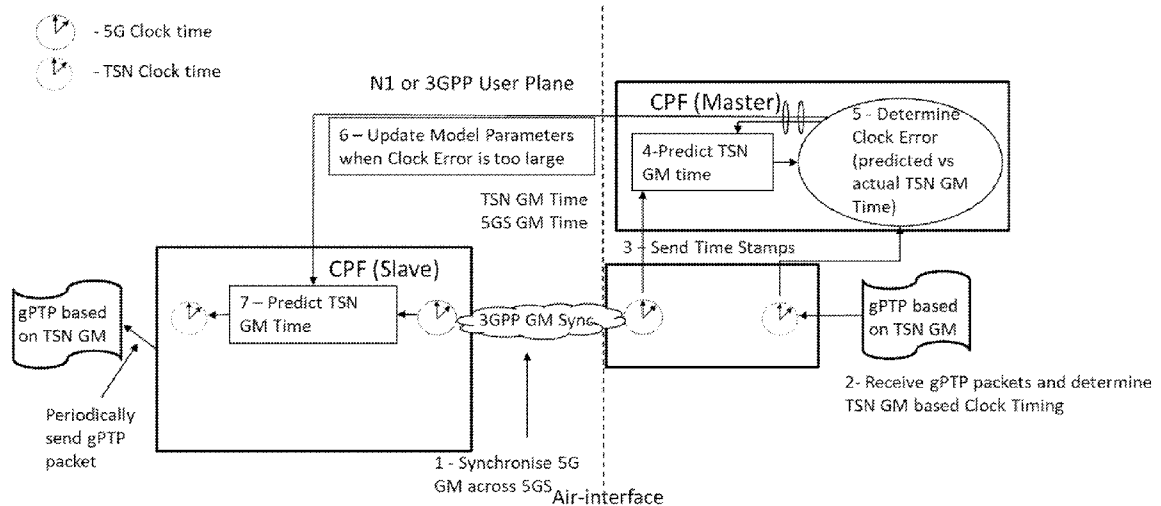 - 5G Clock time
- TSN Clock time
N1 or 3GPP User Plane
CPF (Master)
5 - Determine
Clock Error
(predicted vs
actual TSN GM
Time)
4-Predict TSN
GM time
6 – Update Model Parameters
when Clock Error is too large
TSN GM Time
5GS GM Time
3 - Send Time Stamps
CPF (Slave)
7 – Predict TSN
GM Time
gPTP based
on TSN GM
3GPP GM Sync
gPTP based
on TSN GM
2- Receive gPTP packets and determine
TSN GM based Clock Timing
Periodically
send gPTP
packet
1 - Synchronise 5G
GM across 5GS
Air-interface